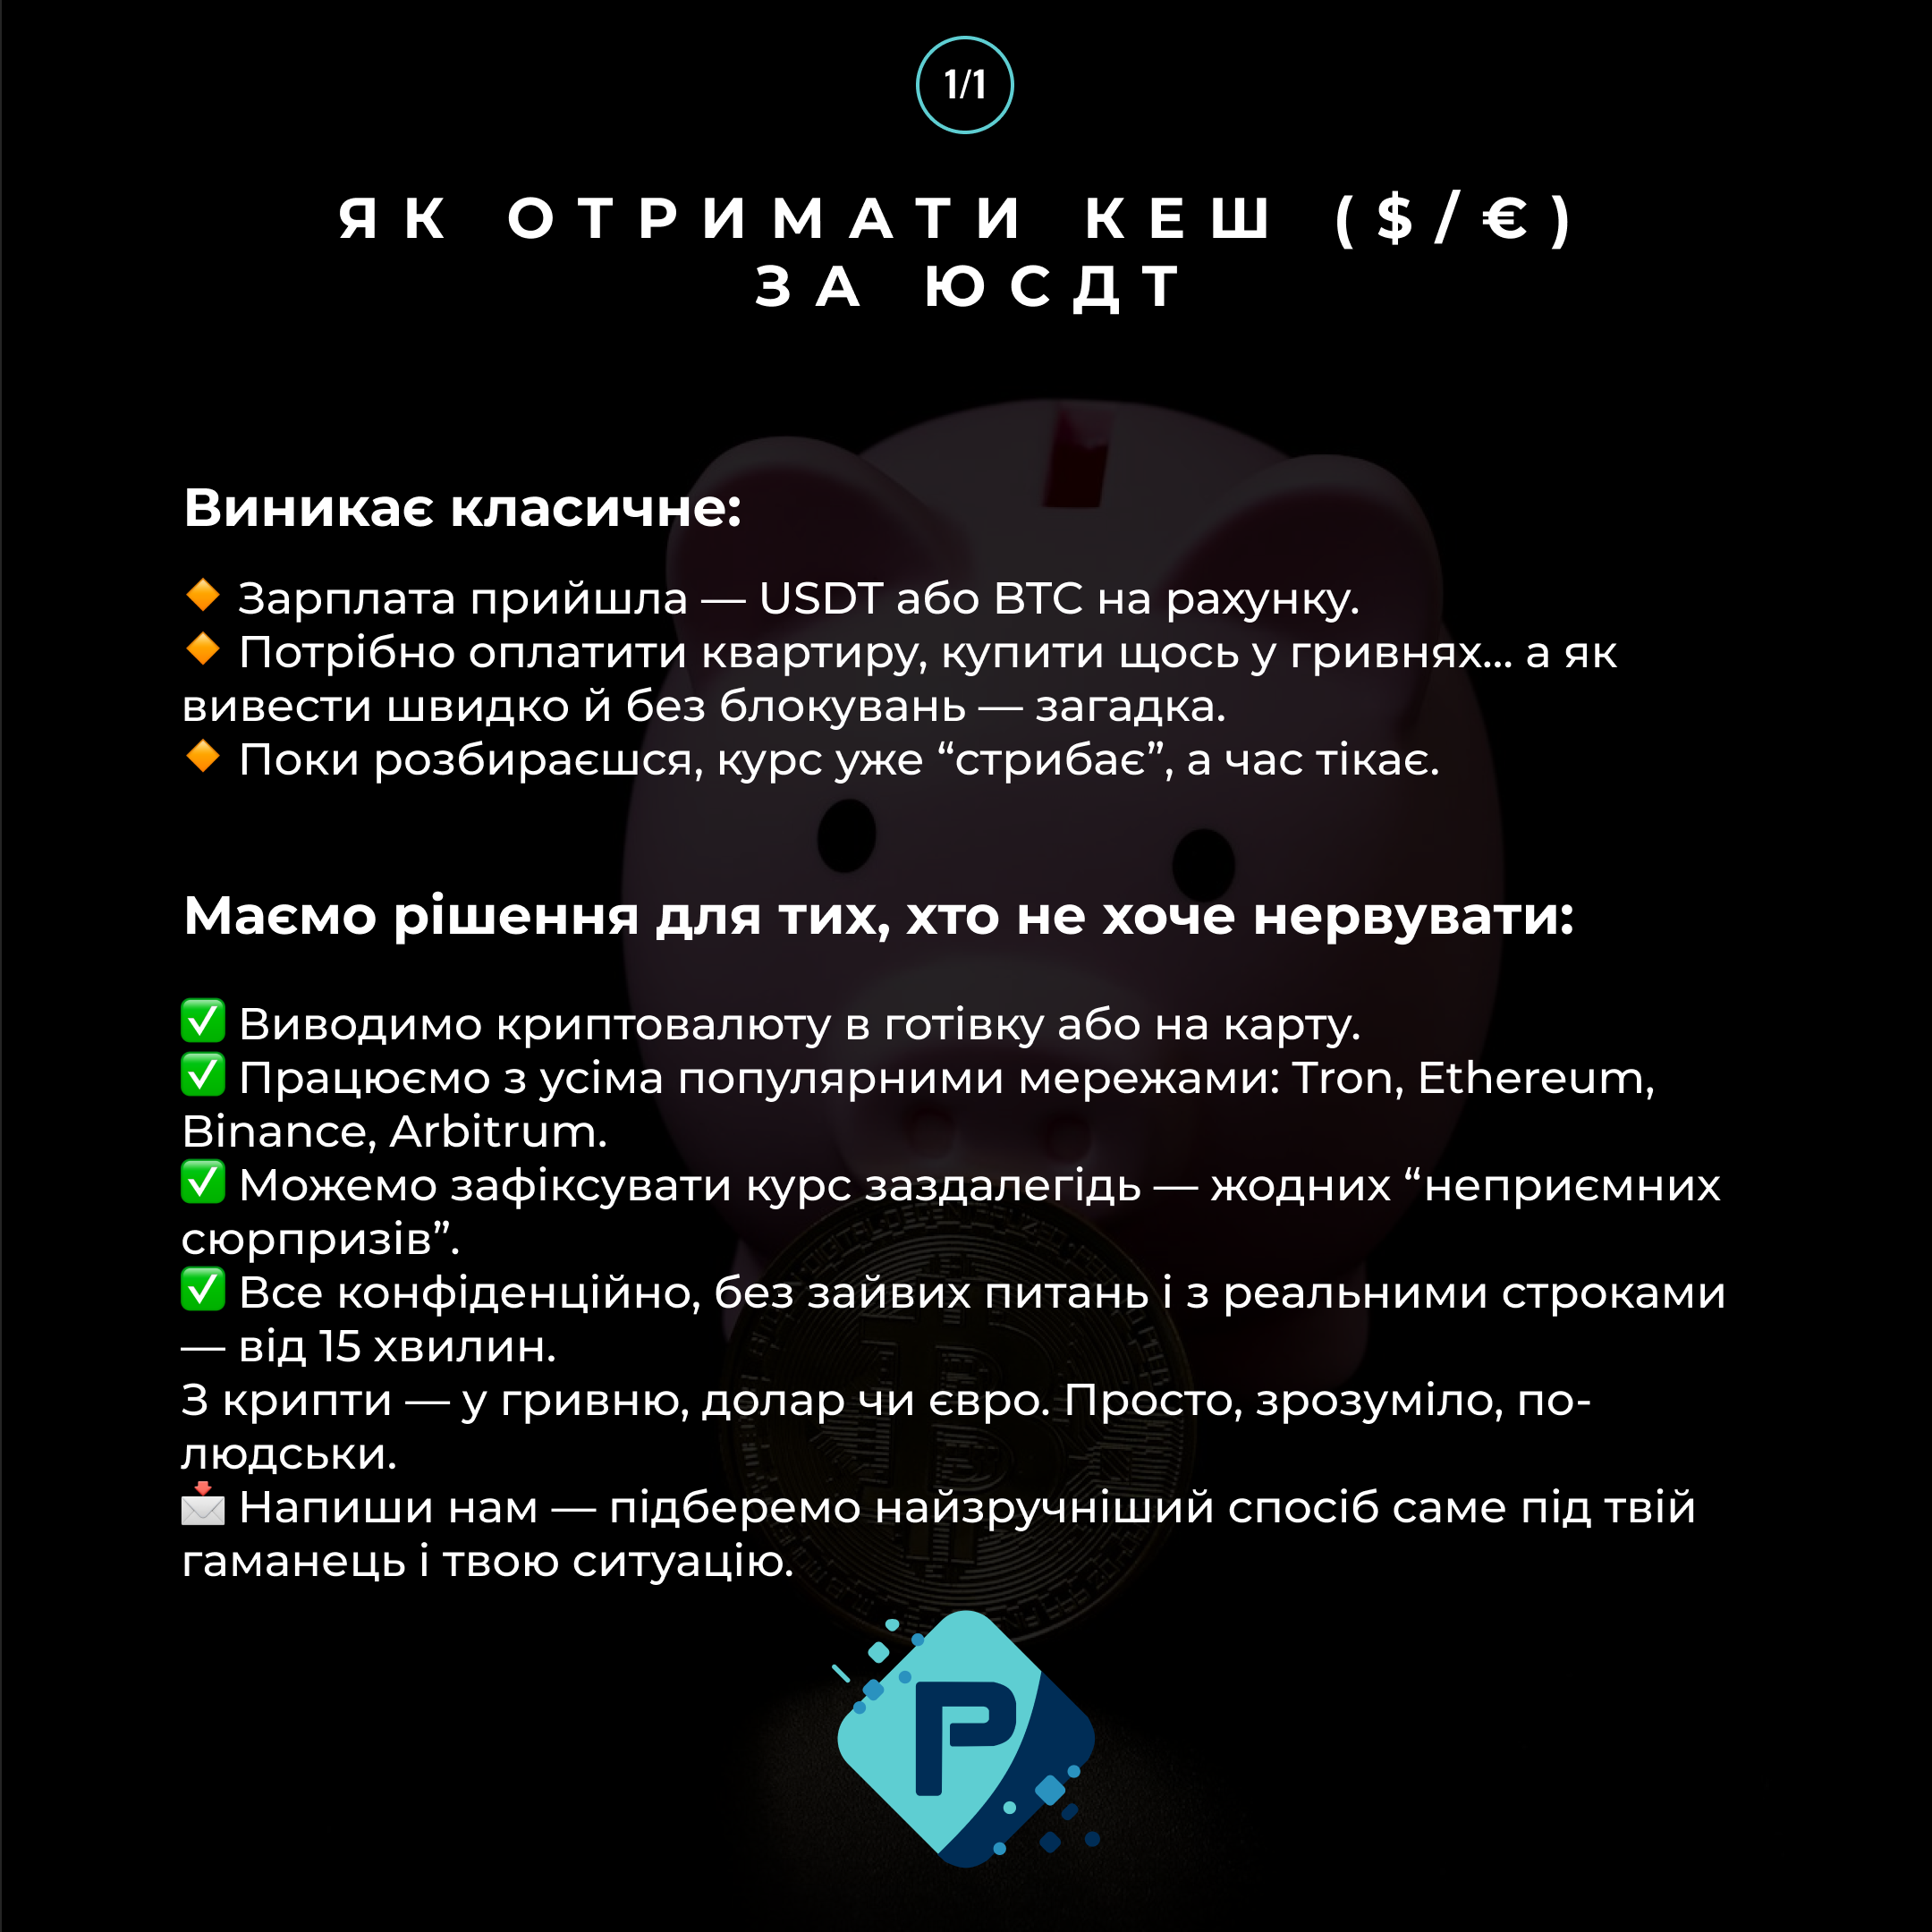 1/1
ЯК ОТРИМАТИ КЕШ ($/€)
ЗА ЮСДТ
Виникає класичне:
🔸 Зарплата прийшла — USDT або BTC на рахунку.
🔸 Потрібно оплатити квартиру, купити щось у гривнях... а як
вивести швидко й без блокувань — загадка.
🔸 Поки розбираєшся, курс уже “стрибає”, а час тікає.
Маємо рішення для тих, хто не хоче нервувати:
✅ Виводимо криптовалюту в готівку або на карту.
✅ Працюємо з усіма популярними мережами: Tron, Ethereum,
Binance, Arbitrum.
✅ Можемо зафіксувати курс заздалегідь — жодних “неприємних
сюрпризів”.
✅ Все конфіденційно, без зайвих питань і з реальними строками
— від 15 хвилин.
З крипти — у гривню, долар чи євро. Просто, зрозуміло, по-
людськи.
📩 Напиши нам — підберемо найзручніший спосіб саме під твій
гаманець і твою ситуацію.
P